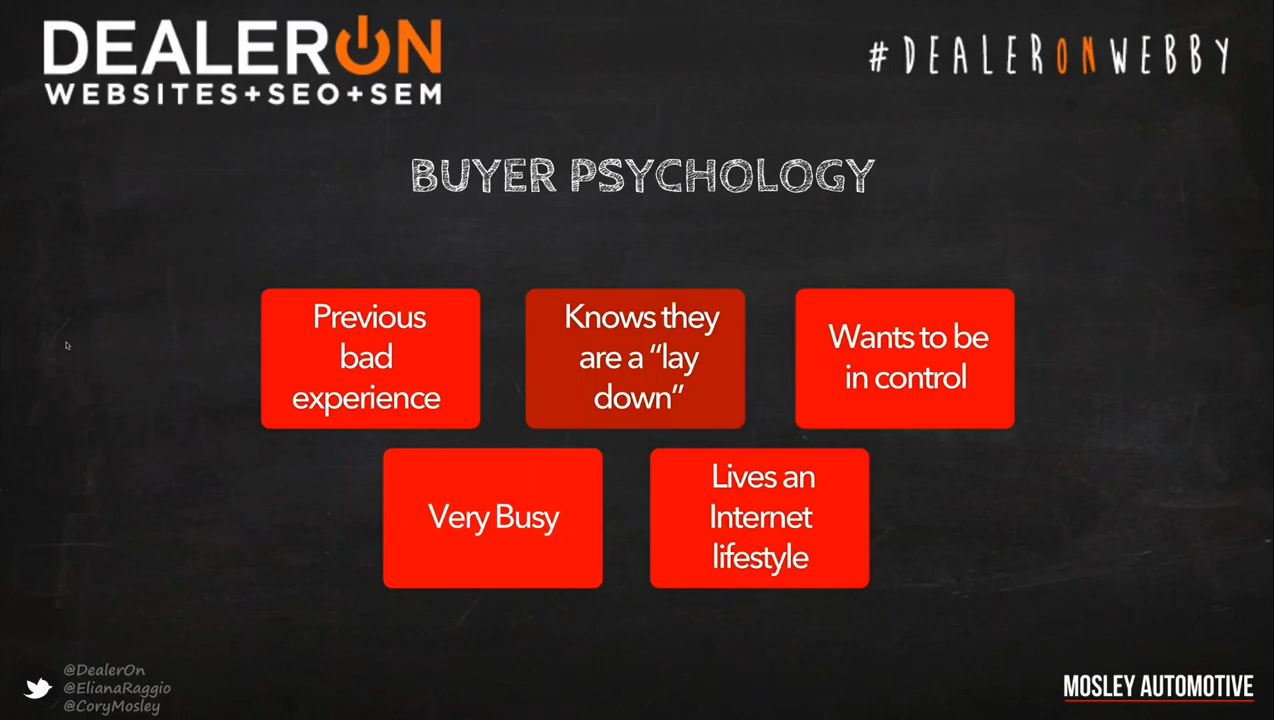 DEALERON
WEBSITES+SEO+SEM
#DEALERONWEBBY
BUYER PSYCHOLOGY
Previous
bad
experience
Knows they
are a “lay
down”
Wants to be
in control
Very Busy
Lives an
Internet
lifestyle
@DealerOn
@ElianaRaggio
@CoryMosley
MOSLEY AUTOMOTIVE